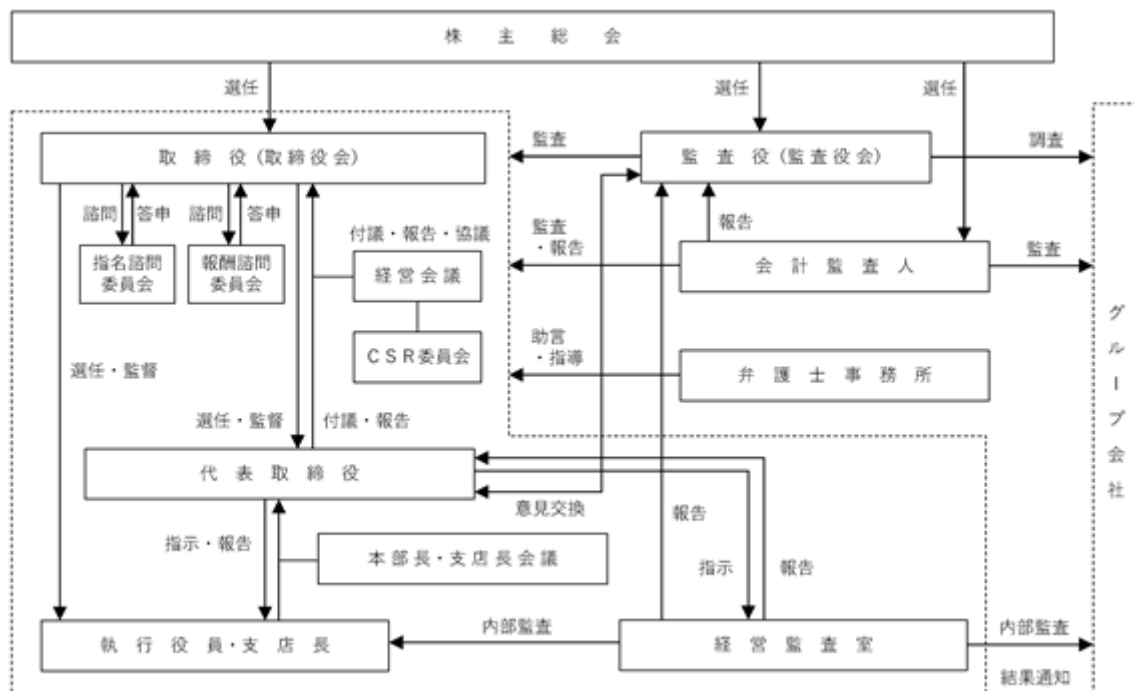 株主総会
選任
選任
選任
取締役(取締役会)
監査
監査役(監査役会)
調査
諮問
答申
諮問
答申
指名諮問
委員会
報酬諮問
委員会
付議・報告・協議
経営会議
CSR委員会
監査
・報告
報告
会計監査人
監査
助言
・指導
弁護士事務所
グループ会社
選任・監督
選任・監督
付議・報告
代表取締役
意見交換
報告
指示・報告
本部長・支店長会議
指示
報告
執行役員・支店長
内部監査
経営監査室
内部監査
結果通知